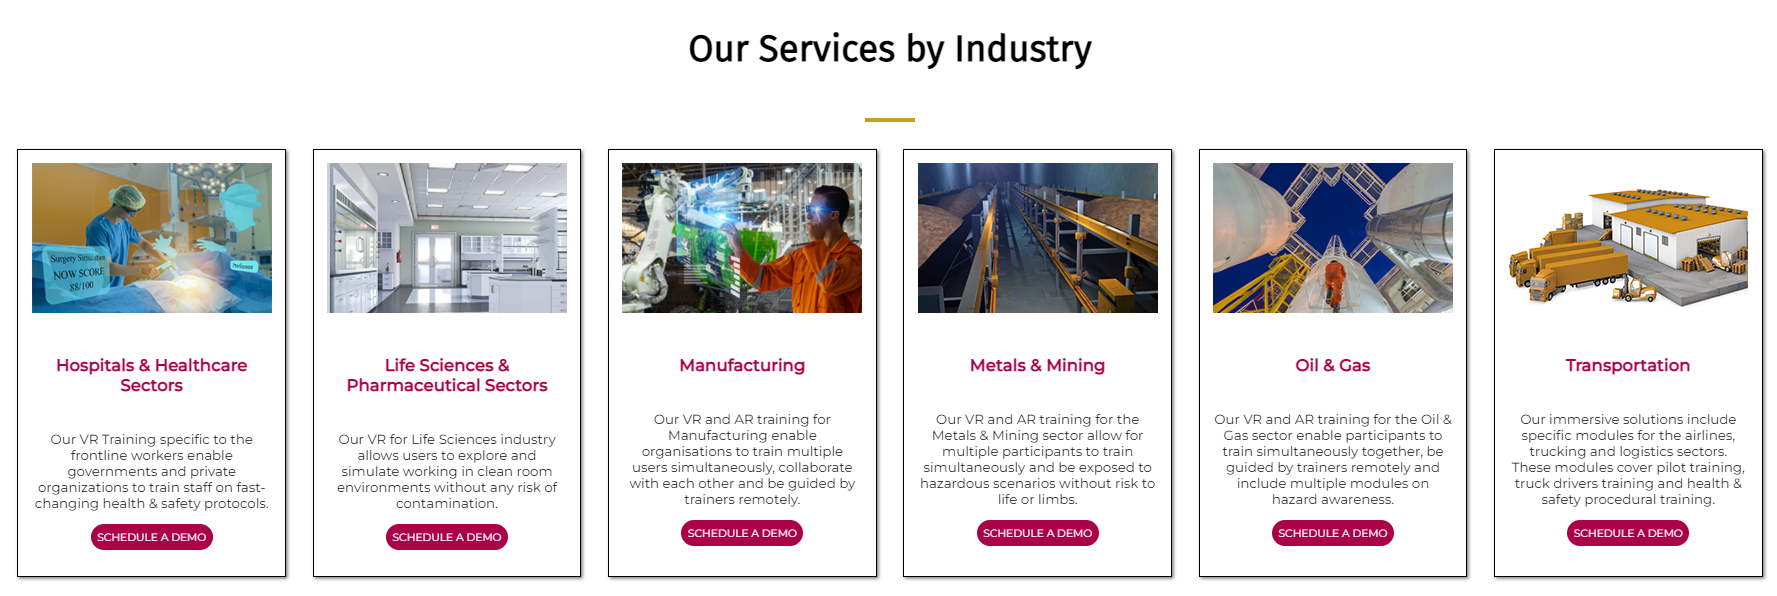 Our Services by Industry
Surgery Simulation
NOW SCORE
88/100
Professor
Hospitals & Healthcare
Sectors
Our VR Training specific to the
frontline workers enable
governments and private
organizations to train staff on fast-
changing health & safety protocols.
SCHEDULE A DEMO
Life Sciences &
Pharmaceutical Sectors
Our VR for Life Sciences industry
allows users to explore and
simulate working in clean room
environments without any risk of
contamination.
SCHEDULE A DEMO
Manufacturing
Our VR and AR training for
Manufacturing enable
organisations to train multiple
users simultaneously, collaborate
with each other and be guided by
trainers remotely.
SCHEDULE A DEMO
Metals & Mining
Our VR and AR training for the
Metals & Mining sector allow for
multiple participants to train
simultaneously and be exposed to
hazardous scenarios without risk to
life or limbs.
SCHEDULE A DEMO
Oil & Gas
Our VR and AR training for the Oil &
Gas sector enable participants to
train simultaneously together, be
guided by trainers remotely and
include multiple modules on
hazard awareness.
SCHEDULE A DEMO
Transportation
Our immersive solutions include
specific modules for the airlines,
trucking and logistics sectors.
These modules cover pilot training,
truck drivers training and health &
safety procedural training.
SCHEDULE A DEMO